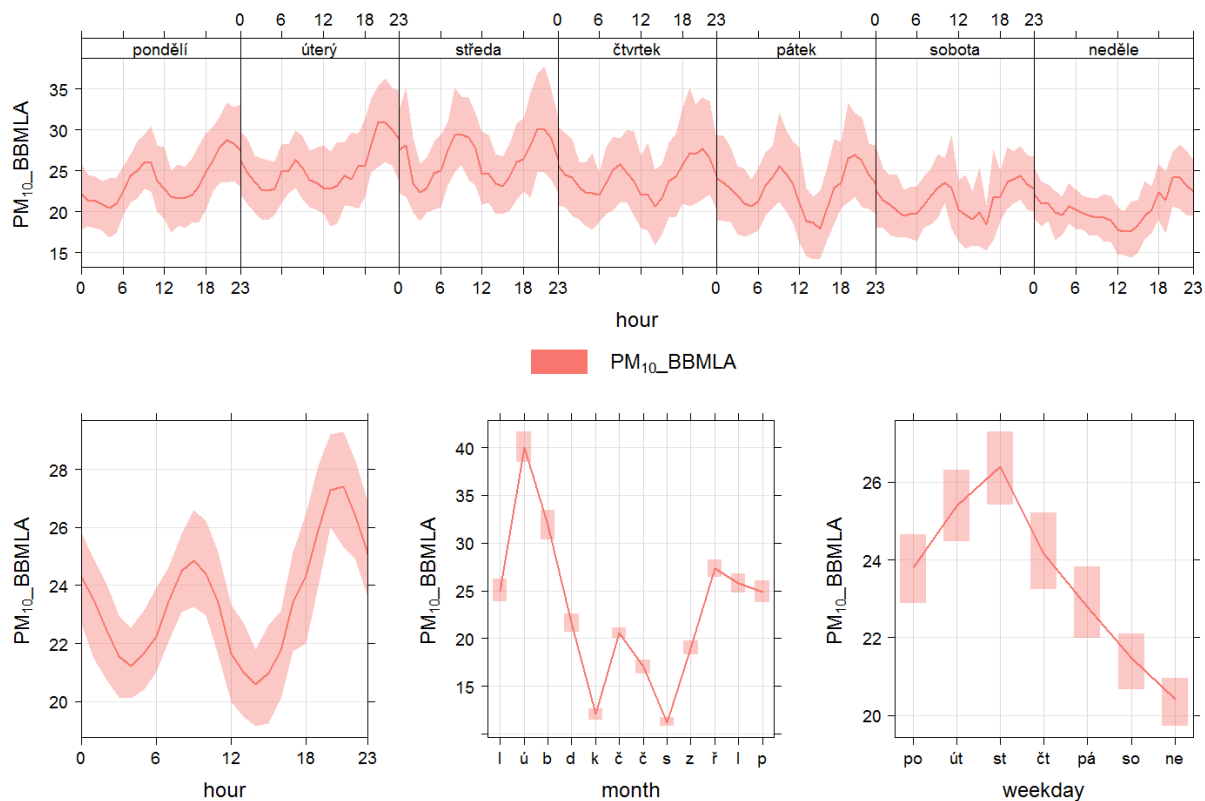 0 6 12 18 23 0 6 12 18 23 0 6 12 18 23
pondělí úterý středa čtvrtek pátek sobota neděle
35
30
25
20
15
PM10_BBMLA
0 6 12 18 23 0 6 12 18 23 0 6 12 18 23 0 6 12 18 23
hour
PM10_BBMLA
28
26
24
22
20
PM10_BBMLA
0 6 12 18 23
hour
40
35
30
25
20
15
PM10_BBMLA
l ú b d k č č s z ř l p
month
26
24
22
20
PM10_BBMLA
po út st čt pá so ne
weekday